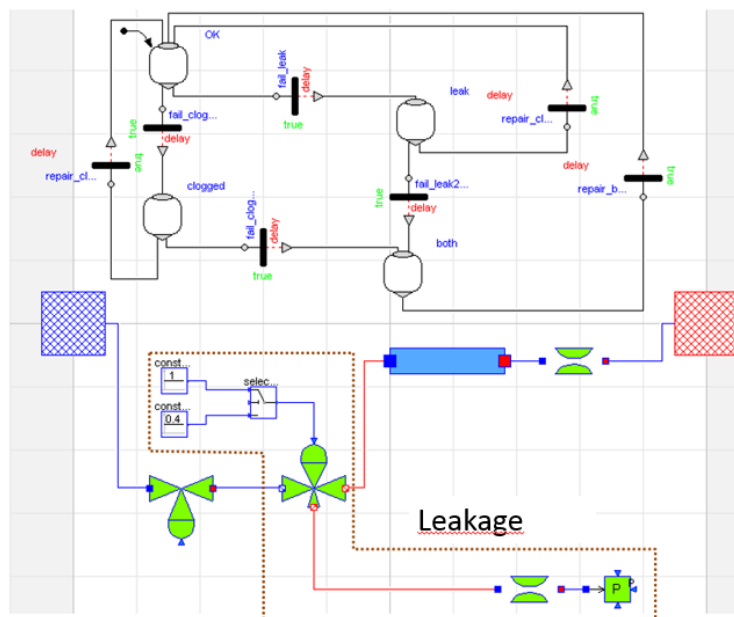 OK
fail_leak
delay
true
leak
delay
true
repair_cl...
fail_clog...
true
delay
delay
true
repair_cl...
clogged
fail_leak2...
true
delay
delay
true
repair_b...
fail_clog...
delay
true
both
const...
1
selec...
const...
0.4
Leakage
P
p